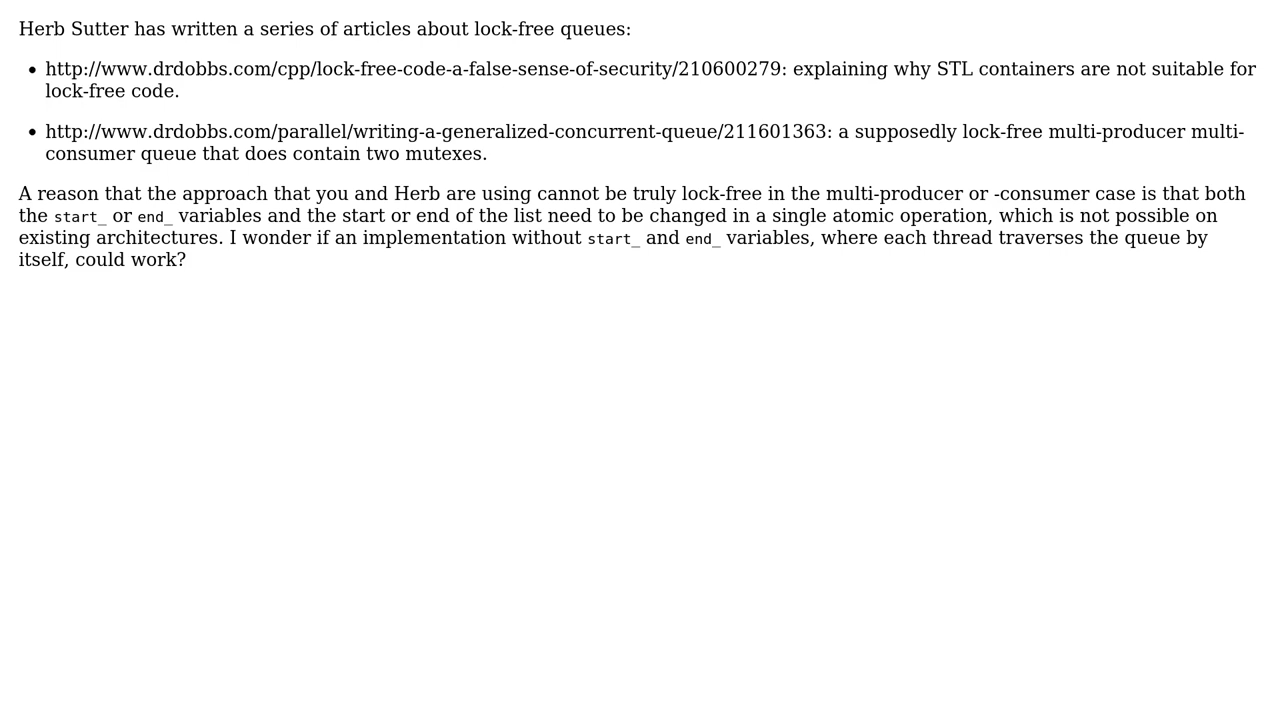 Herb Sutter has written a series of articles about lock-free queues:
• http://www.drdobbs.com/cpp/lock-free-code-a-false-sense-of-security/210600279: explaining why STL containers are not suitable for
lock-free code.
• http://www.drdobbs.com/parallel/writing-a-generalized-concurrent-queue/211601363: a supposedly lock-free multi-producer multi-
consumer queue that does contain two mutexes.
A reason that the approach that you and Herb are using cannot be truly lock-free in the multi-producer or -consumer case is that both
the start_ or end_ variables and the start or end of the list need to be changed in a single atomic operation, which is not possible on
existing architectures. I wonder if an implementation without start_ and end_ variables, where each thread traverses the queue by
itself, could work?